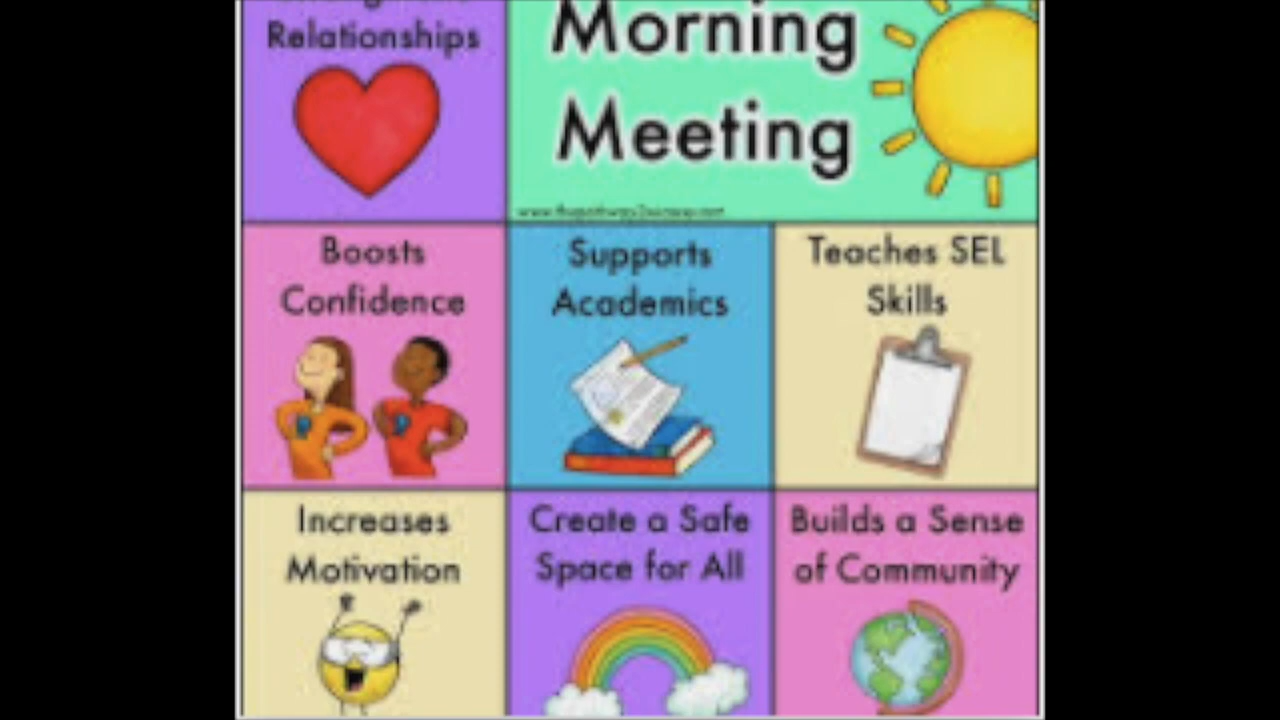 Relationships
Morning
Meeting
Boosts
Confidence
Supports
Academics
Teaches SEL
Skills
Increases
Motivation
Create a Safe
Space for All
Builds a Sense
of Community